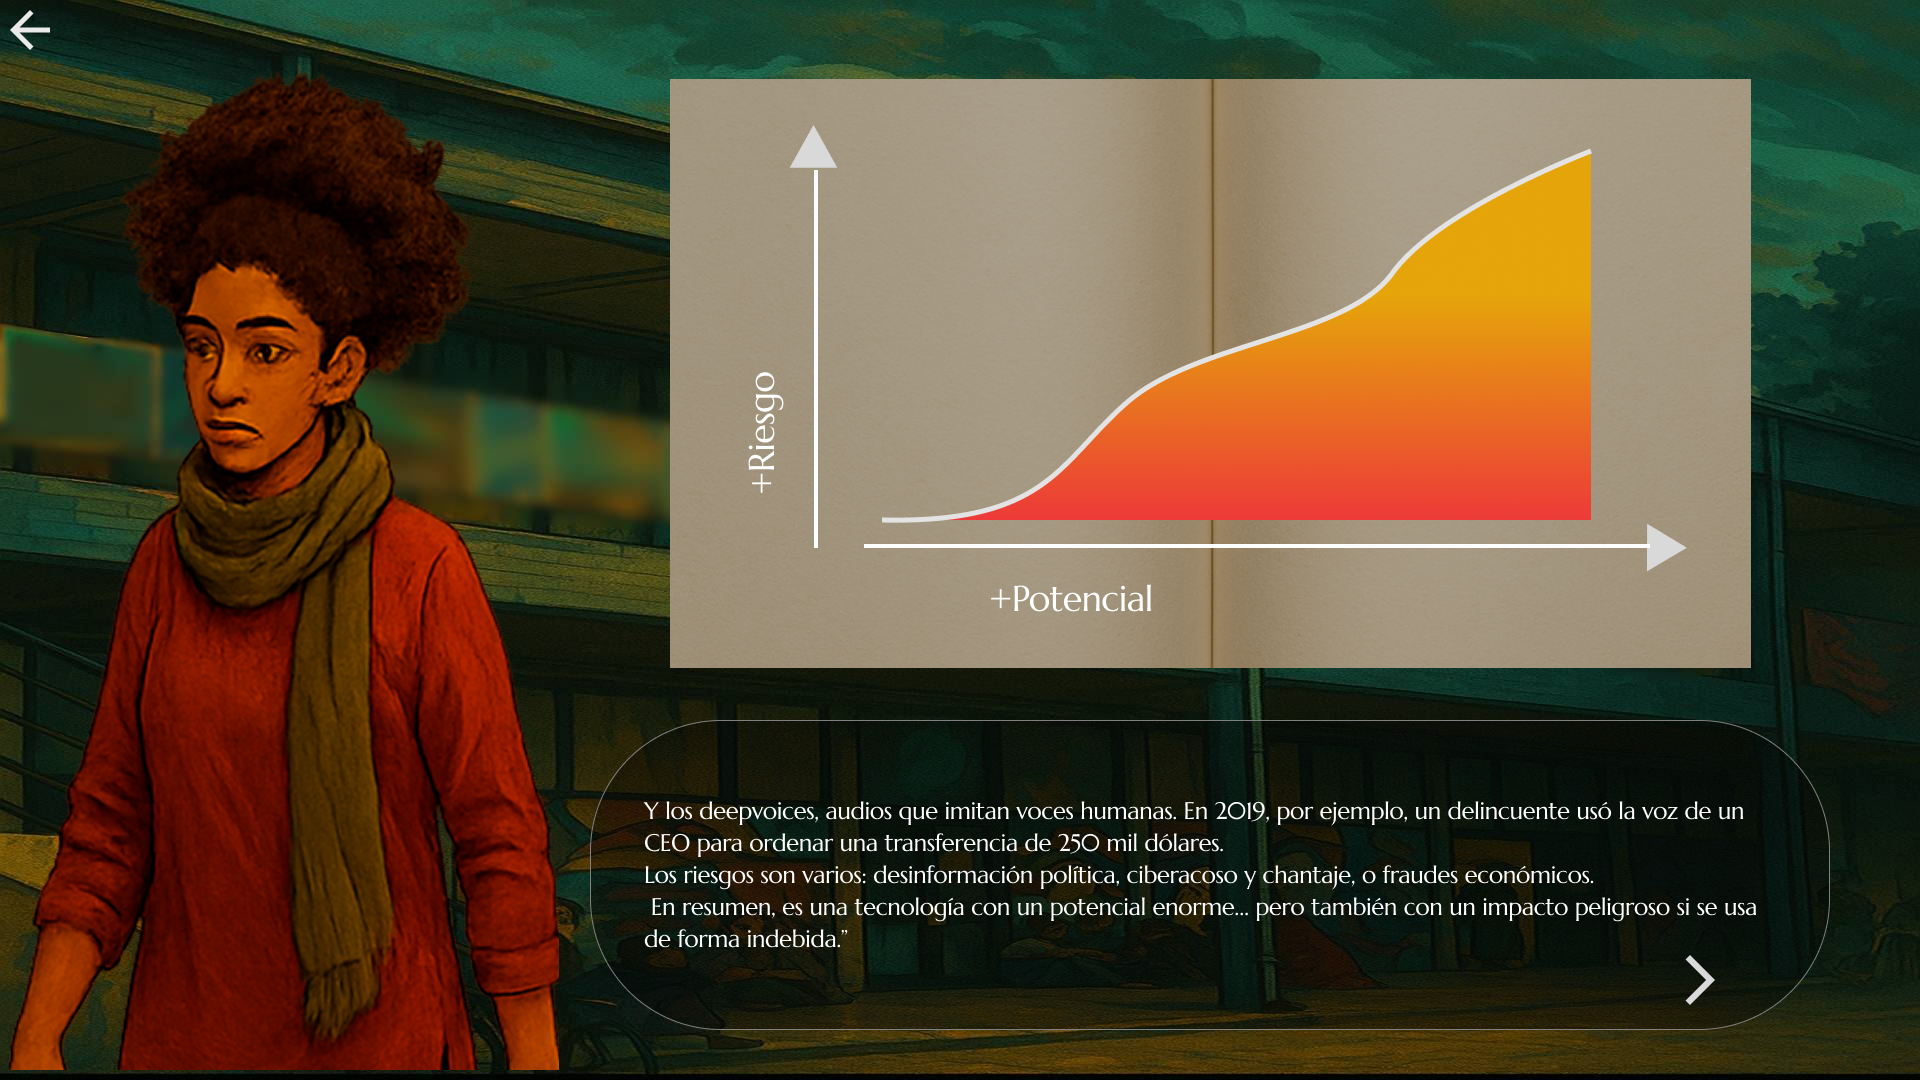 +Riesgo
+Potencial
Y los deepvoices, audios que imitan voces humanas. En 2019, por ejemplo, un delincuente usó la voz de un
CEO para ordenar una transferencia de 250 mil dólares.
Los riesgos son varios: desinformación política, ciberacoso y chantaje, o fraudes económicos.
En resumen, es una tecnología con un potencial enorme... pero también con un impacto peligroso si se usa
de forma indebida.”